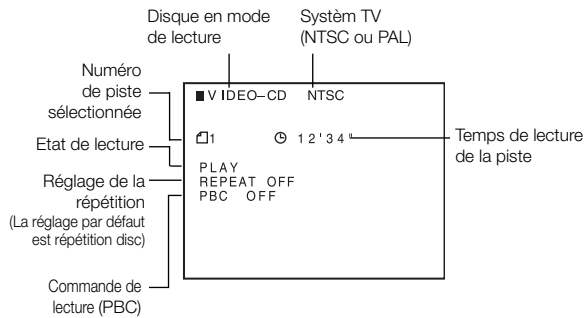 Disque en mode
de lecture
Systèm TV
(NTSC ou PAL)
Numéro
de piste
sélectionnée
Etat de lecture
Réglage de la
répétition
(La réglage par défaut
est répétition disc)
Commande de
lecture (PBC)
VIDEO–CD NTSC
1 12'34"
PLAY
REPEAT OFF
PBC OFF
Temps de lecture
de la piste